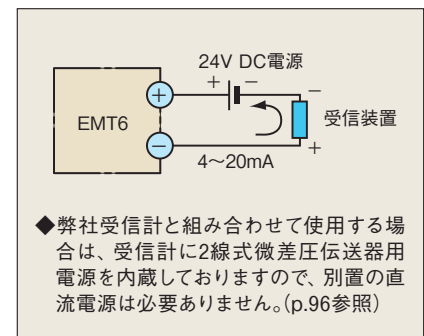 24V DC電源
+ −
+
−
EMT6
受信装置
−
+
4～20mA
◆弊社受信計と組み合わせて使用する場
合は、受信計に2線式微差圧伝送器用
電源を内蔵しておりますので、別置の直
流電源は必要ありません。(p.96参照)